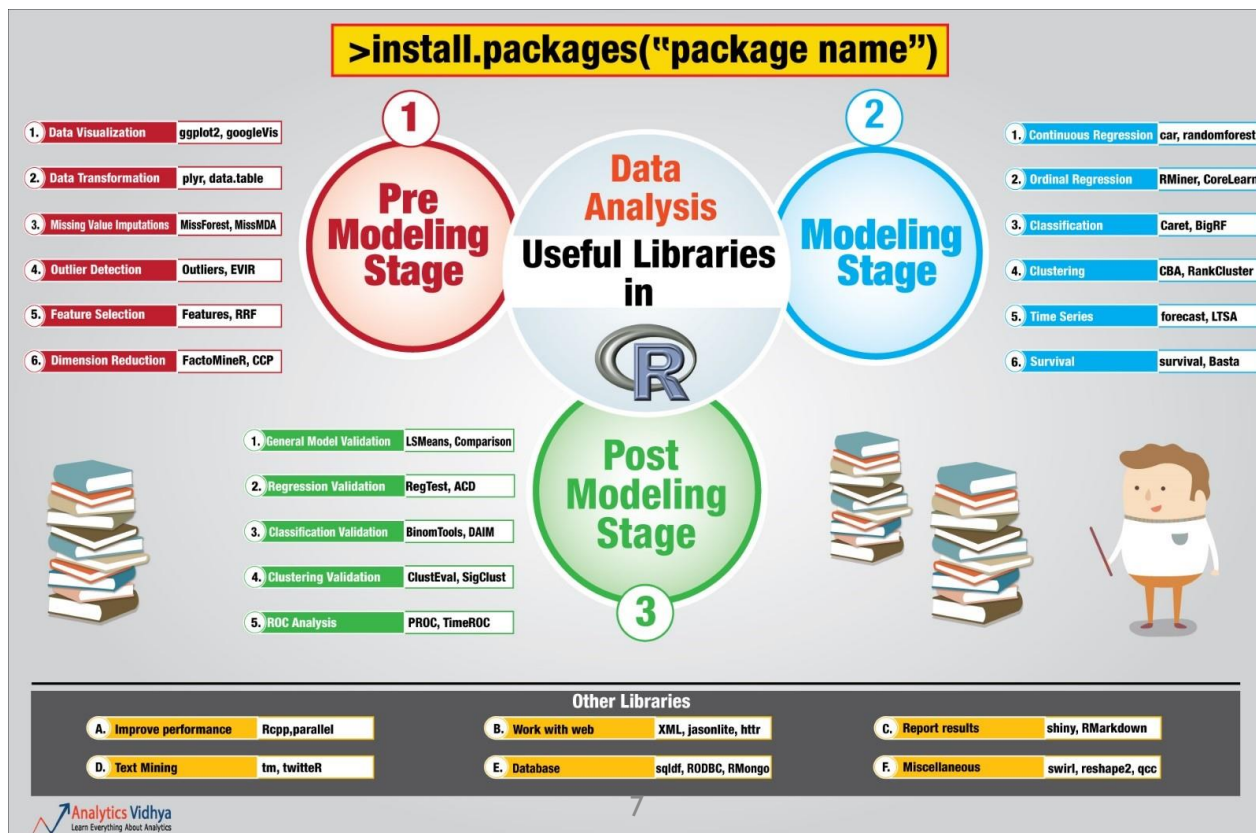 >install.packages("package name")
1
Pre
Modeling
Stage
1. Data Visualization ggplot2, googleVis
2. Data Transformation plyr, data.table
3. Missing Value Imputations MissForest, MissMDA
4. Outlier Detection Outliers, EVIR
5. Feature Selection Features, RRF
6. Dimension Reduction FactoMineR, CCP
Data
Analysis
Useful Libraries
in
R
2
Modeling
Stage
1. Continuous Regression car, randomforest
2. Ordinal Regression RMiner, CoreLearn
3. Classification Caret, BigRF
4. Clustering CBA, RankCluster
5. Time Series forecast, LTSA
6. Survival survival, Basta
Post
Modeling
Stage
3
1. General Model Validation LSMeans, Comparison
2. Regression Validation RegTest, ACD
3. Classification Validation BinomTools, DAIM
4. Clustering Validation ClustEval, SigClust
5. ROC Analysis PROC, TimeROC
Other Libraries
A. Improve performance Rcpp,parallel
B. Work with web XML, jasonlite, httr
C. Report results shiny, RMarkdown
D. Text Mining tm, twitteR
E. Database sqldf, RODBC, RMongo
F. Miscellaneous swirl, reshape2, qcc
7
Analytics Vidhya
Learn Everything About Analytics